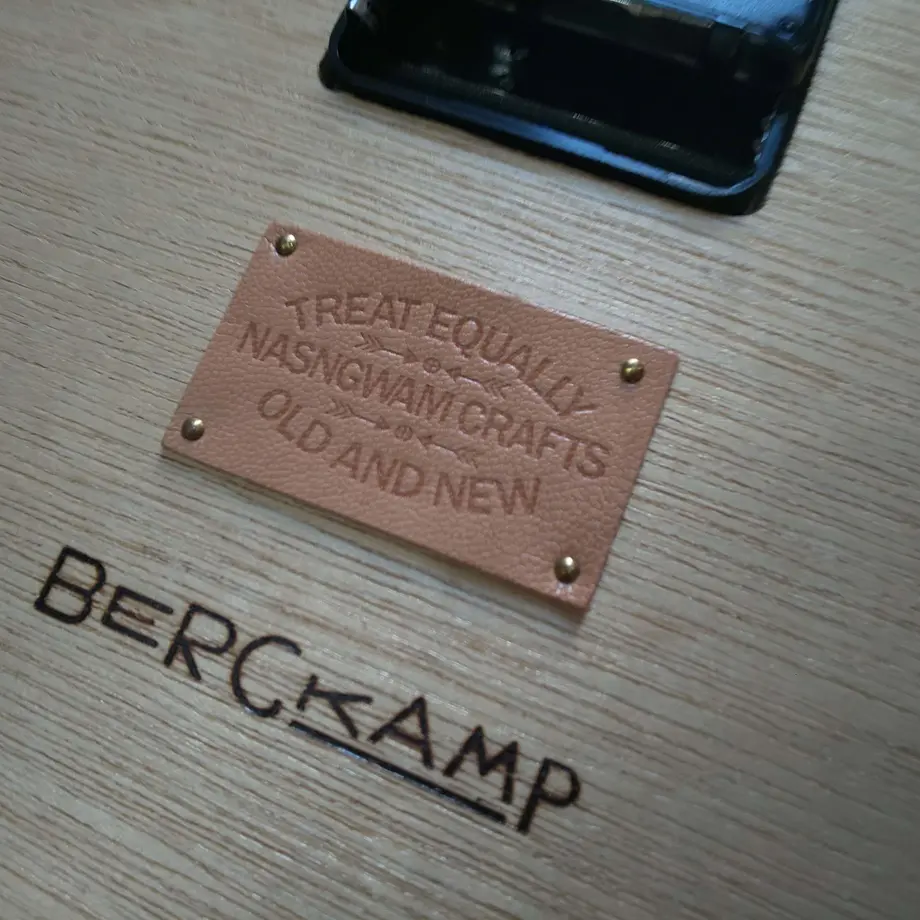 TREAT EQUALLY
NASNGWAM CRAFTS
OLD AND NEW
BERCKAMP